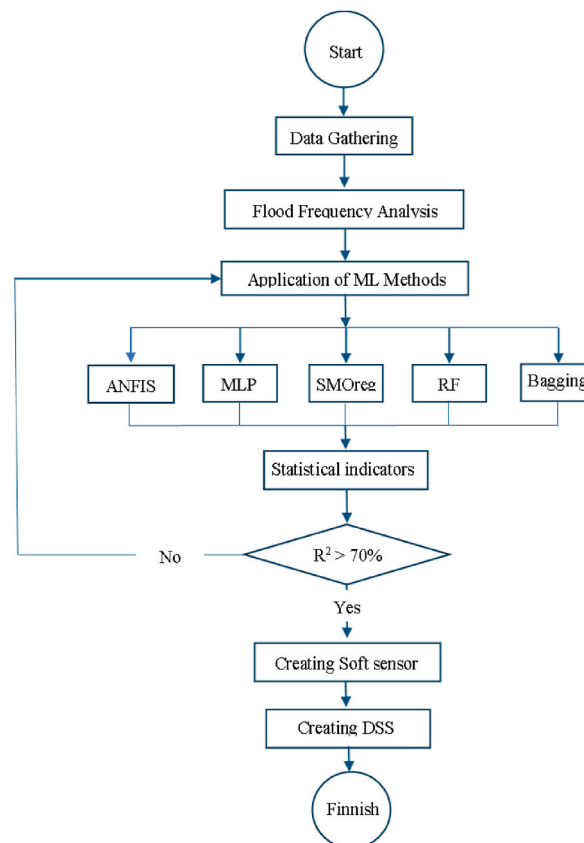 Start
Data Gathering
Flood Frequency Analysis
Application of ML Methods
ANFIS
MLP
SMOreg
RF
Bagging
Statistical indicators
R² > 70%
No
Yes
Creating Soft sensor
Creating DSS
Finnish